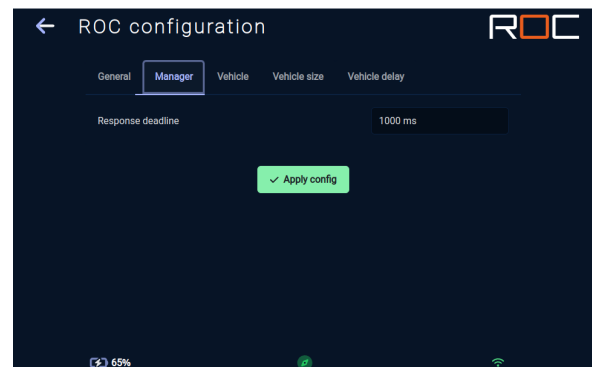 ROC configuration
ROC
General Manager Vehicle Vehicle size Vehicle delay
Response deadline 1000 ms
Apply config
65%